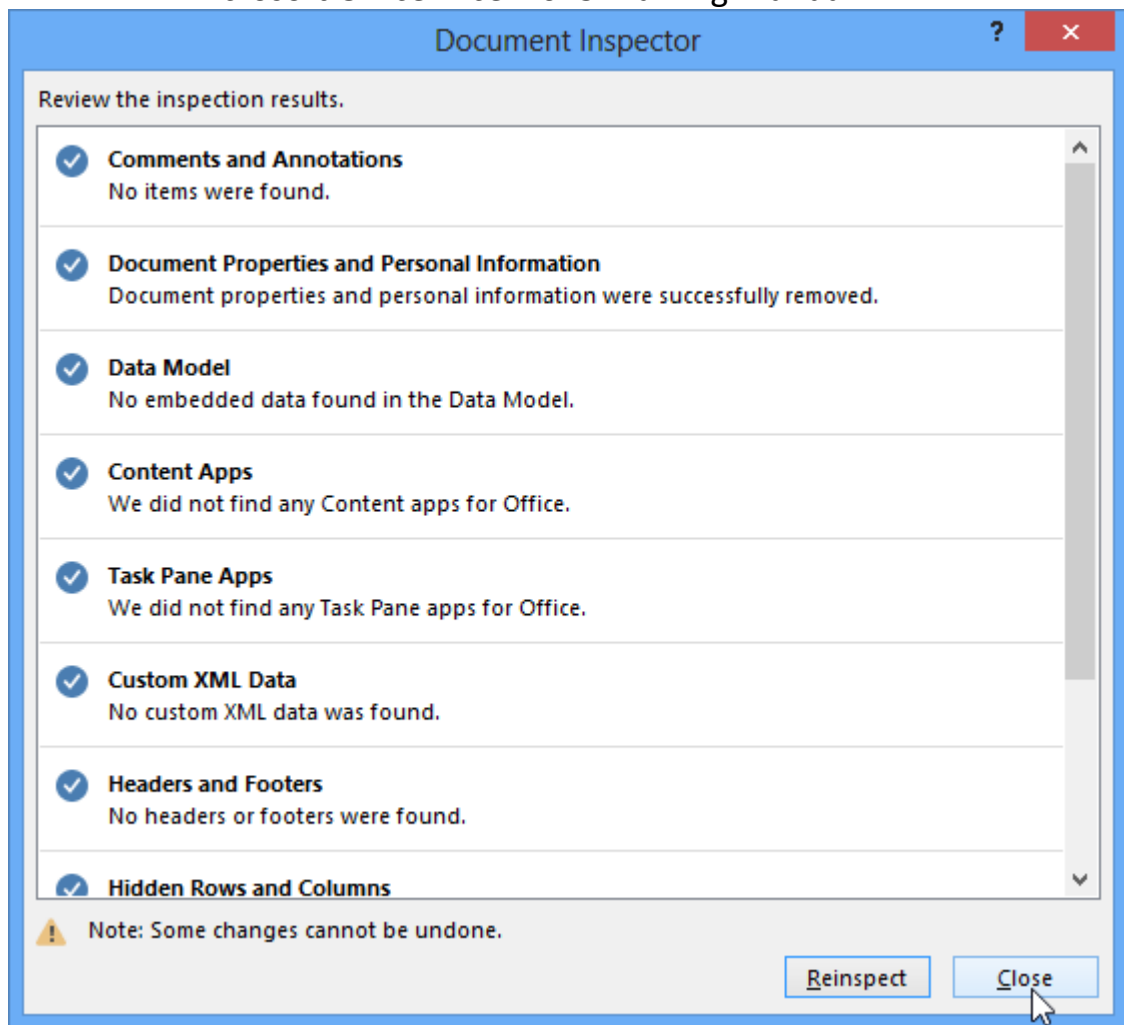 Document Inspector
?
×
Review the inspection results.
Comments and Annotations
No items were found.
Document Properties and Personal Information
Document properties and personal information were successfully removed.
Data Model
No embedded data found in the Data Model.
Content Apps
We did not find any Content apps for Office.
Task Pane Apps
We did not find any Task Pane apps for Office.
Custom XML Data
No custom XML data was found.
Headers and Footers
No headers or footers were found.
Hidden Rows and Columns
Note: Some changes cannot be undone.
Reinspect Close